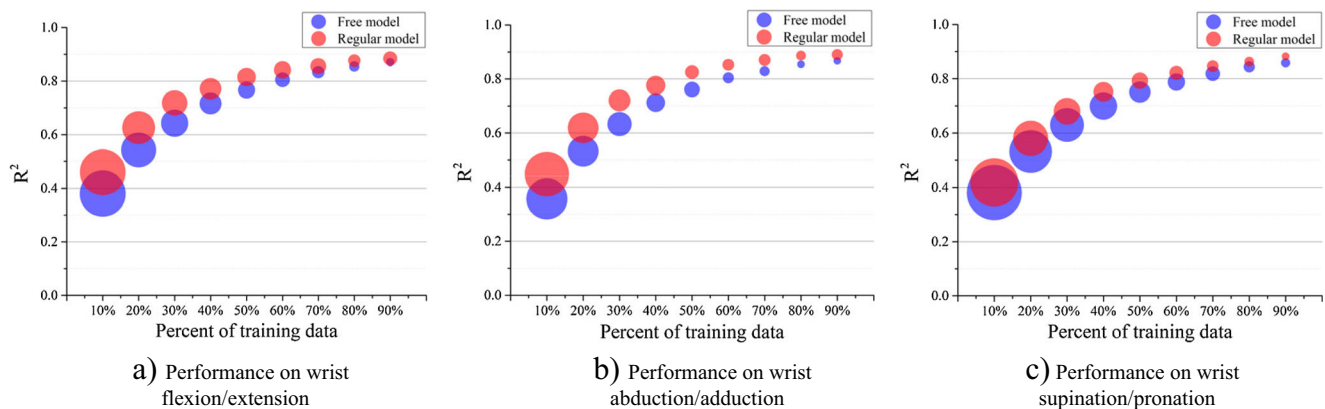 1.0
0.8
0.6
0.4
0.2
0.0
R²
Free model
Regular model
10% 20% 30% 40% 50% 60% 70% 80% 90%
Percent of training data
a) Performance on wrist
flexion/extension
1.0
0.8
0.6
0.4
0.2
0.0
R²
Free model
Regular model
10% 20% 30% 40% 50% 60% 70% 80% 90%
Percent of training data
b) Performance on wrist
abduction/adduction
1.0
0.8
0.6
0.4
0.2
0.0
R²
Free model
Regular model
10% 20% 30% 40% 50% 60% 70% 80% 90%
Percent of training data
c) Performance on wrist
supination/pronation